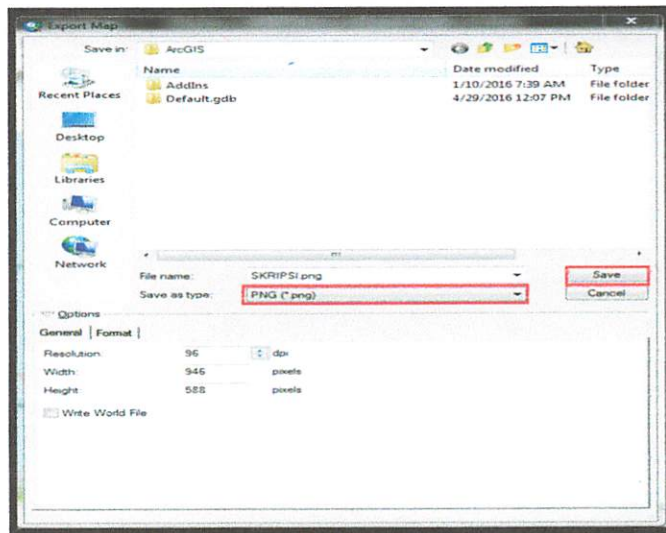 Export Map
Save in: ArcGIS
Name Date modified Type
AddIns 1/10/2016 7:39 AM File folder
Default.gdb 4/29/2016 12:07 PM File folder
Recent Places
Desktop
Libraries
Computer
Network
File name: SKRIPSI.png Save
Save as type: PNG (*.png) Cancel
Options
General Format
Resolution: 96 dpi
Width: 946 pixels
Height: 588 pixels
Write World File